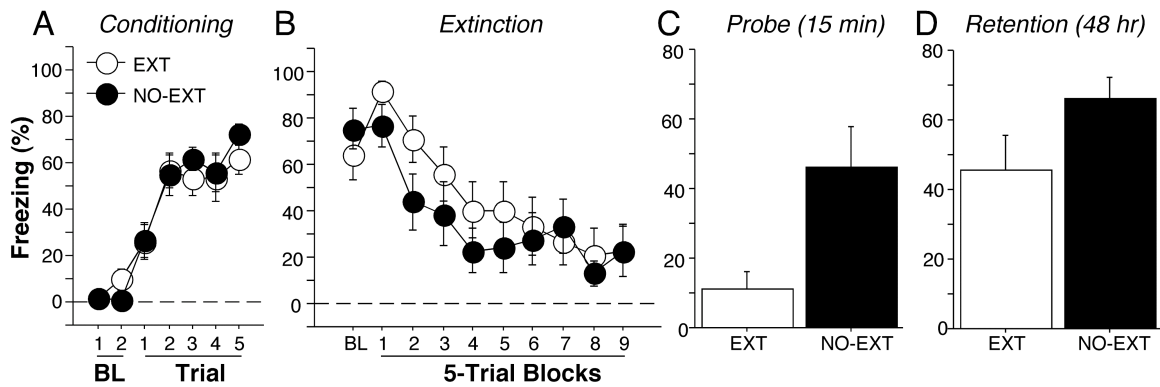 A Conditioning
EXT
NO-EXT
Freezing (%)
100
80
60
40
20
0
1 2 1 2 3 4 5
BL Trial
B Extinction
100
80
60
40
20
0
BL 1 2 3 4 5 6 7 8 9
5-Trial Blocks
C Probe (15 min)
80
60
40
20
0
EXT NO-EXT
D Retention (48 hr)
80
60
40
20
0
EXT NO-EXT